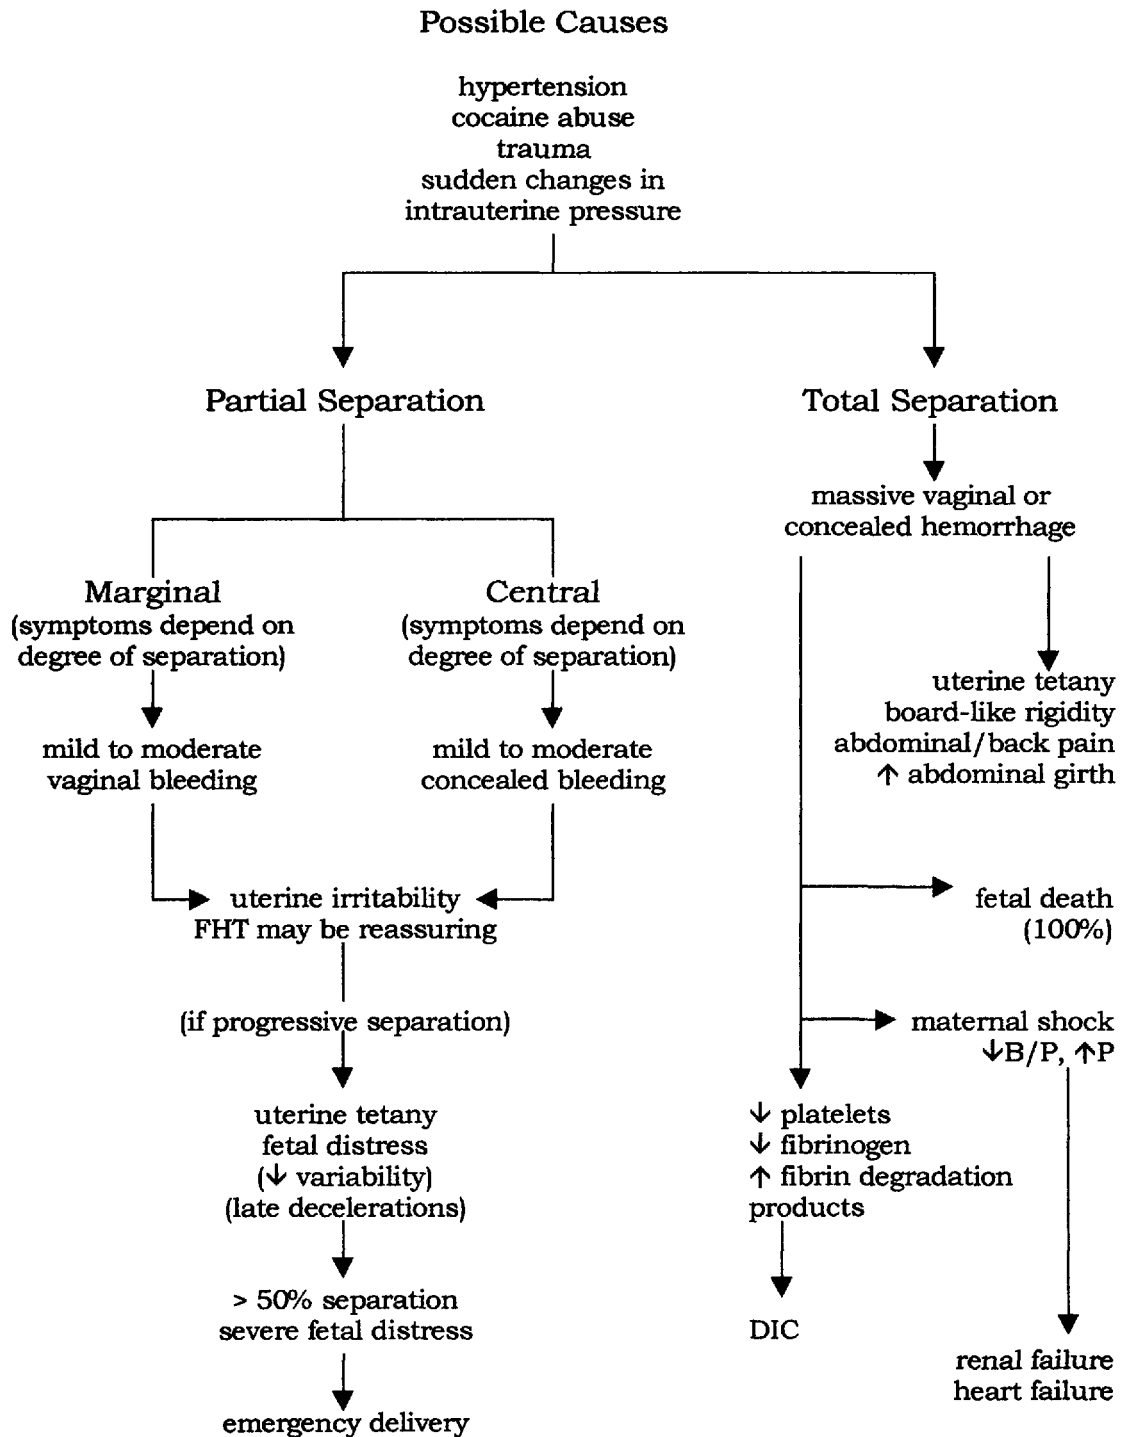 Possible Causes
hypertension
cocaine abuse
trauma
sudden changes in
intrauterine pressure
Partial Separation
Marginal
(symptoms depend on
degree of separation)
mild to moderate
vaginal bleeding
Central
(symptoms depend on
degree of separation)
mild to moderate
concealed bleeding
uterine irritability
FHT may be reassuring
(if progressive separation)
uterine tetany
fetal distress
(↓ variability)
(late decelerations)
> 50% separation
severe fetal distress
emergency delivery
Total Separation
massive vaginal or
concealed hemorrhage
uterine tetany
board-like rigidity
abdominal/back pain
↑ abdominal girth
fetal death
(100%)
maternal shock
↓B/P, ↑P
↓ platelets
↓ fibrinogen
↑ fibrin degradation
products
DIC
renal failure
heart failure